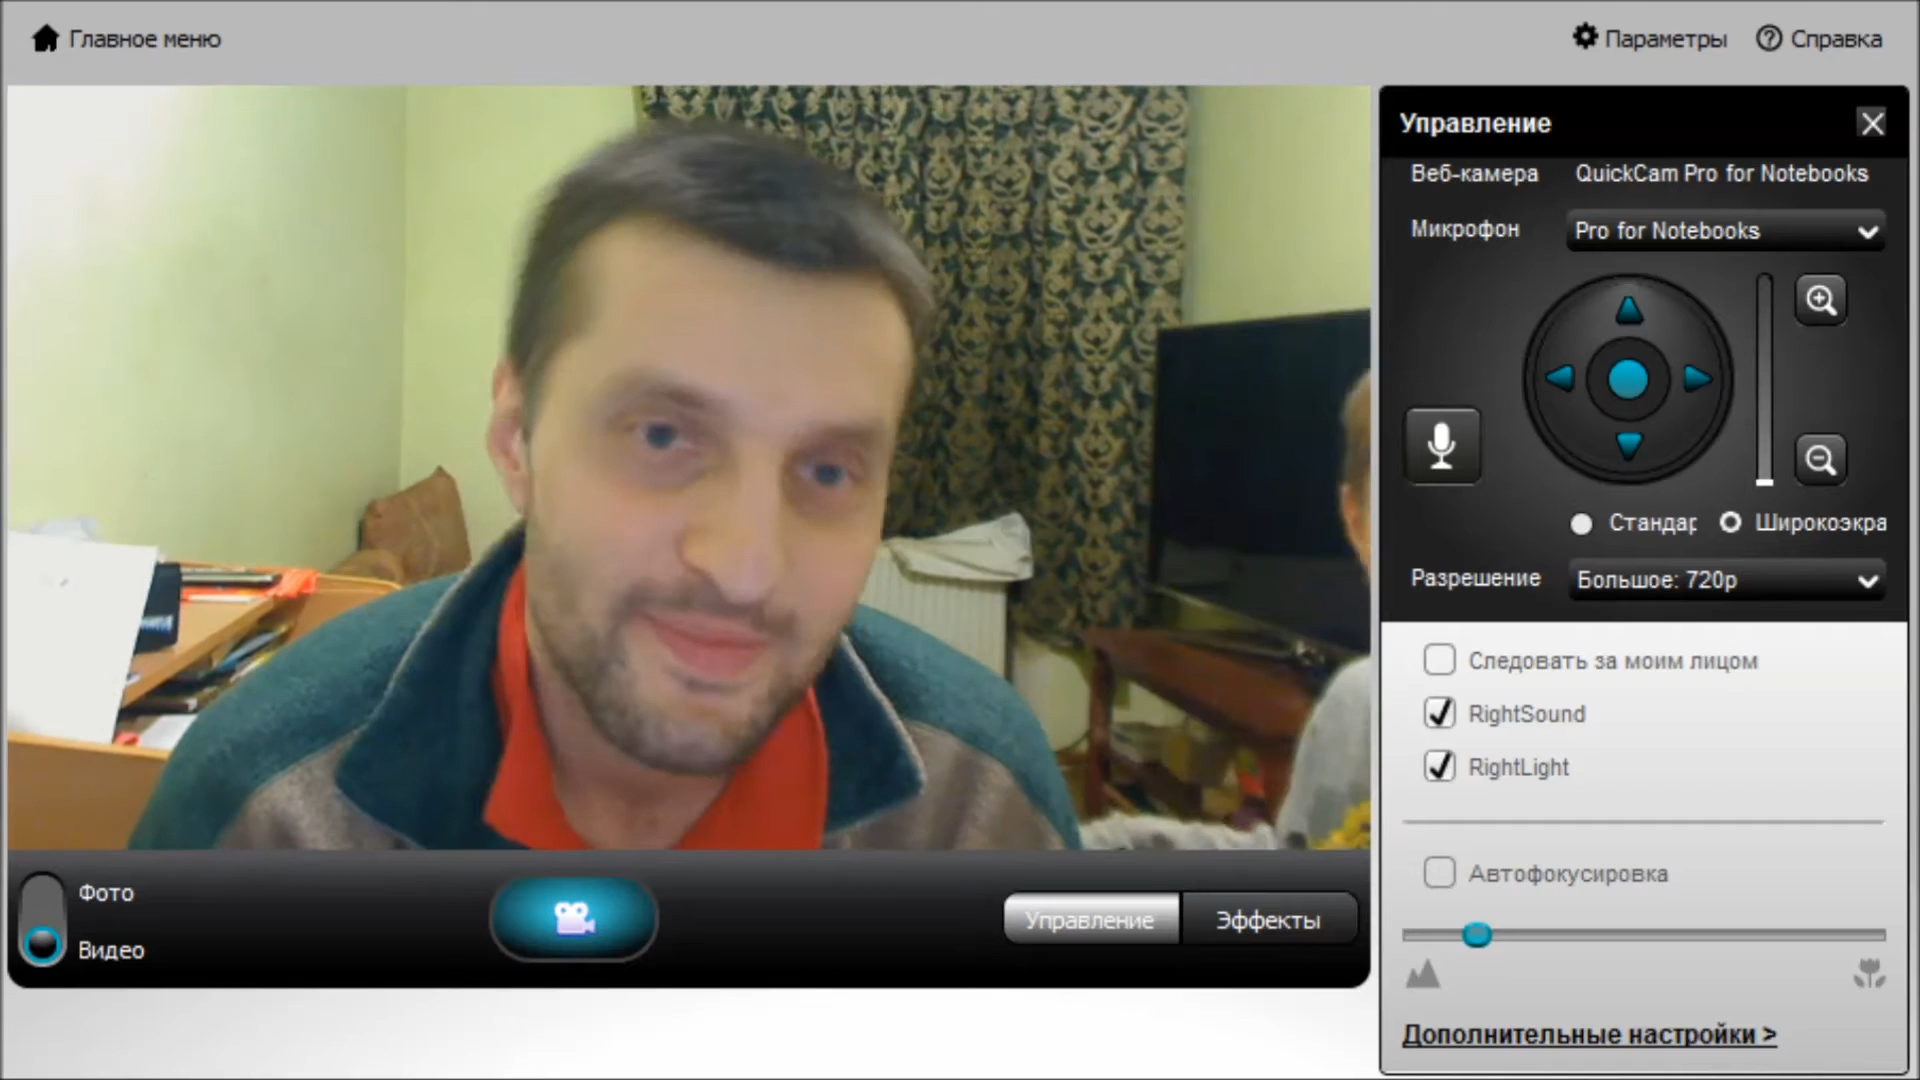 Главное меню
Параметры
Справка
Управление
Веб-камера QuickCam Pro for Notebooks
Микрофон Pro for Notebooks
Стандар Широкоэкра
Разрешение Большое: 720p
Следовать за моим лицом
RightSound
RightLight
Автофокусировка
Дополнительные настройки >
Фото
Видео
Управление
Эффекты